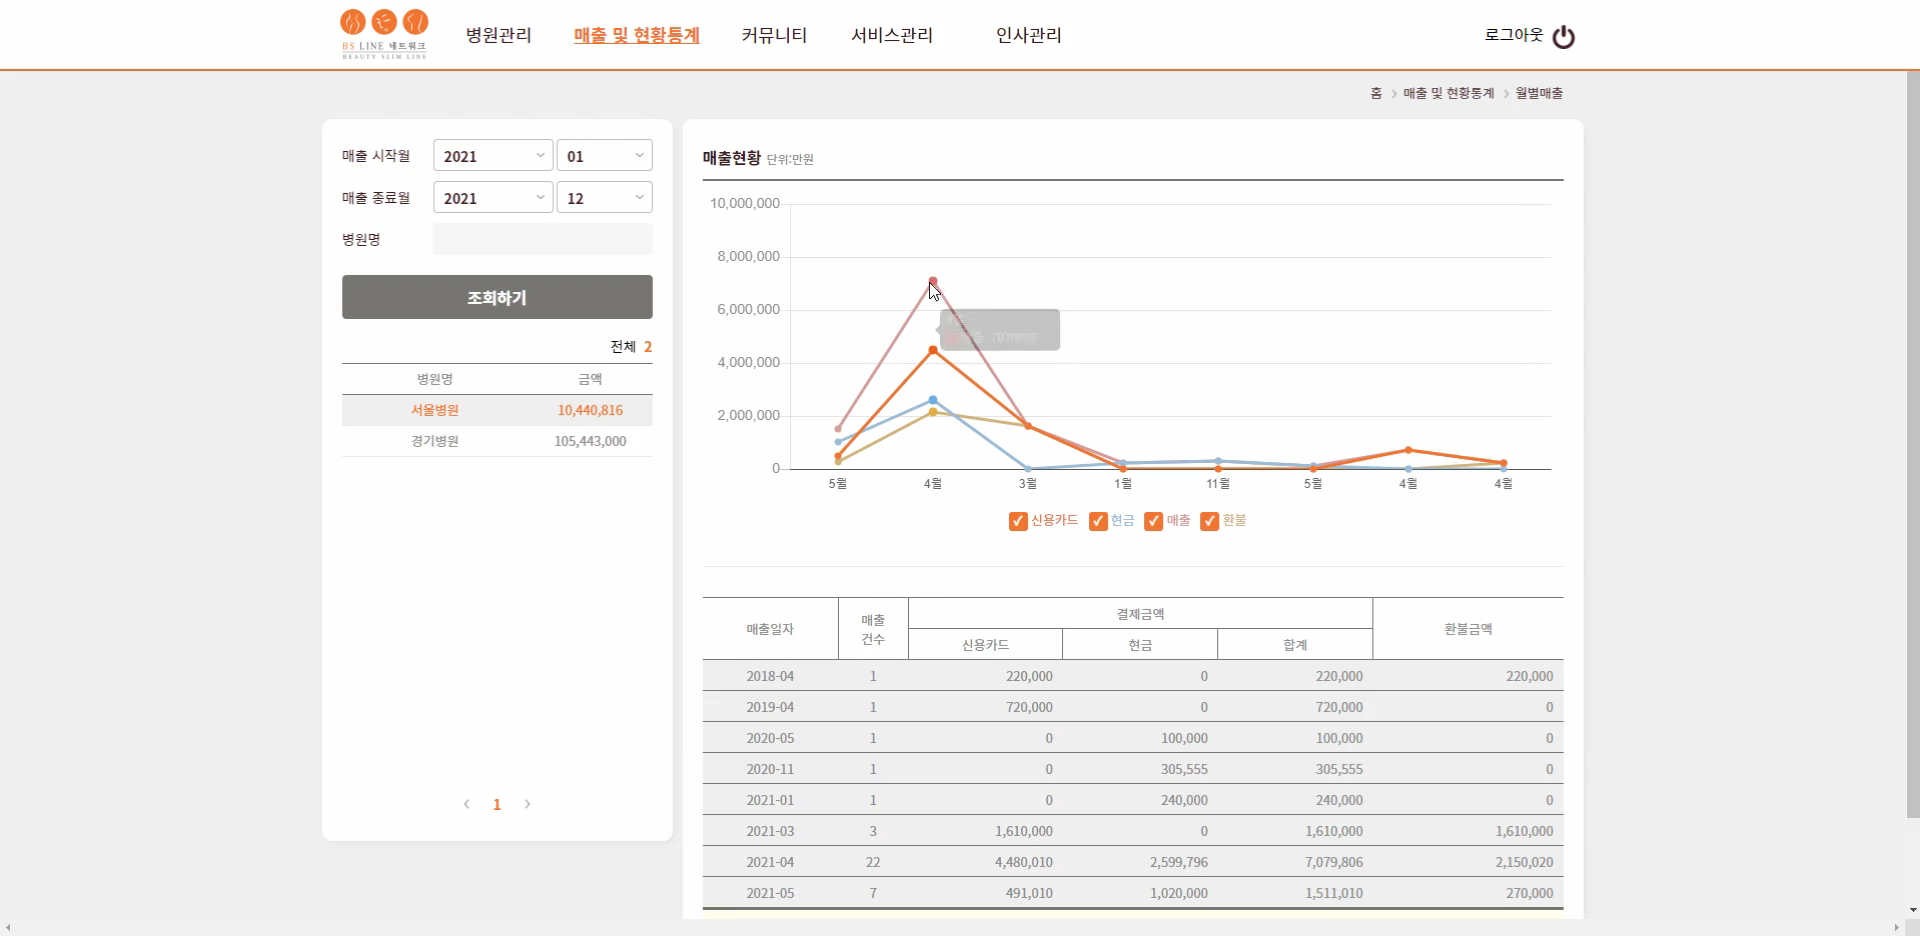 BS LINE 네트워크
BEAUTY SLIM LINE
병원관리 매출 및 현황통계 커뮤니티 서비스관리 인사관리 로그아웃
홈 > 매출 및 현황통계 > 월별매출
매출 시작월 2021 01
매출 종료월 2021 12
병원명
조회하기
전체 2
병원명 금액
서울병원 10,440,816
경기병원 105,443,000
< 1 >
매출현황 단위:만원
10,000,000
8,000,000
6,000,000
4,000,000
2,000,000
0
5월 4월 3월 1월 11월 5월 4월 4월
신용카드 현금 매출 환불
매출일자 매출 건수 결제금액 환불금액
신용카드 현금 합계
2018-04 1 220,000 0 220,000 220,000
2019-04 1 720,000 0 720,000 0
2020-05 1 0 100,000 100,000 0
2020-11 1 0 305,555 305,555 0
2021-01 1 0 240,000 240,000 0
2021-03 3 1,610,000 0 1,610,000 1,610,000
2021-04 22 4,480,010 2,599,796 7,079,806 2,150,020
2021-05 7 491,010 1,020,000 1,511,010 270,000